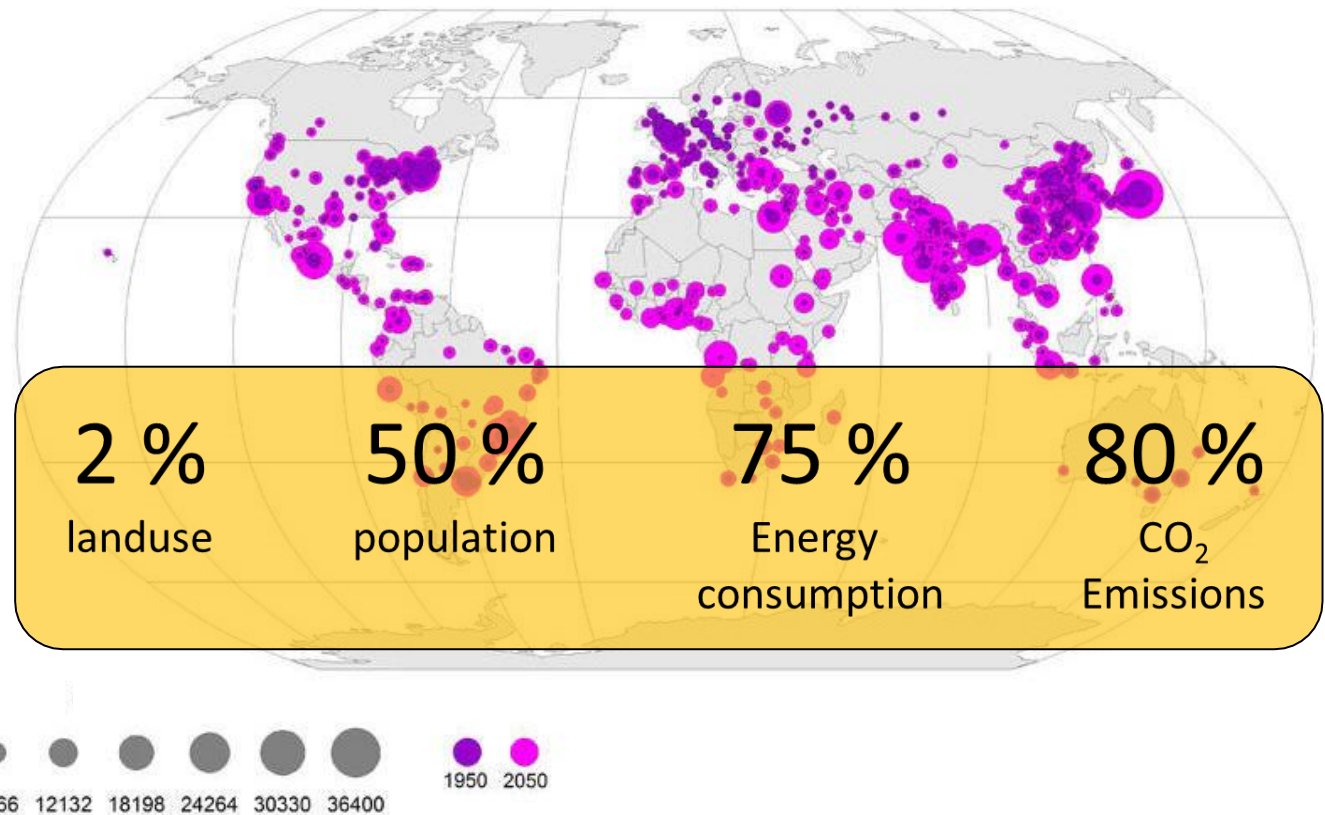 2 % 50 % 75 % 80 %
landuse population Energy consumption CO₂ Emissions
12132 18198 24264 30330 36400
1950 2050